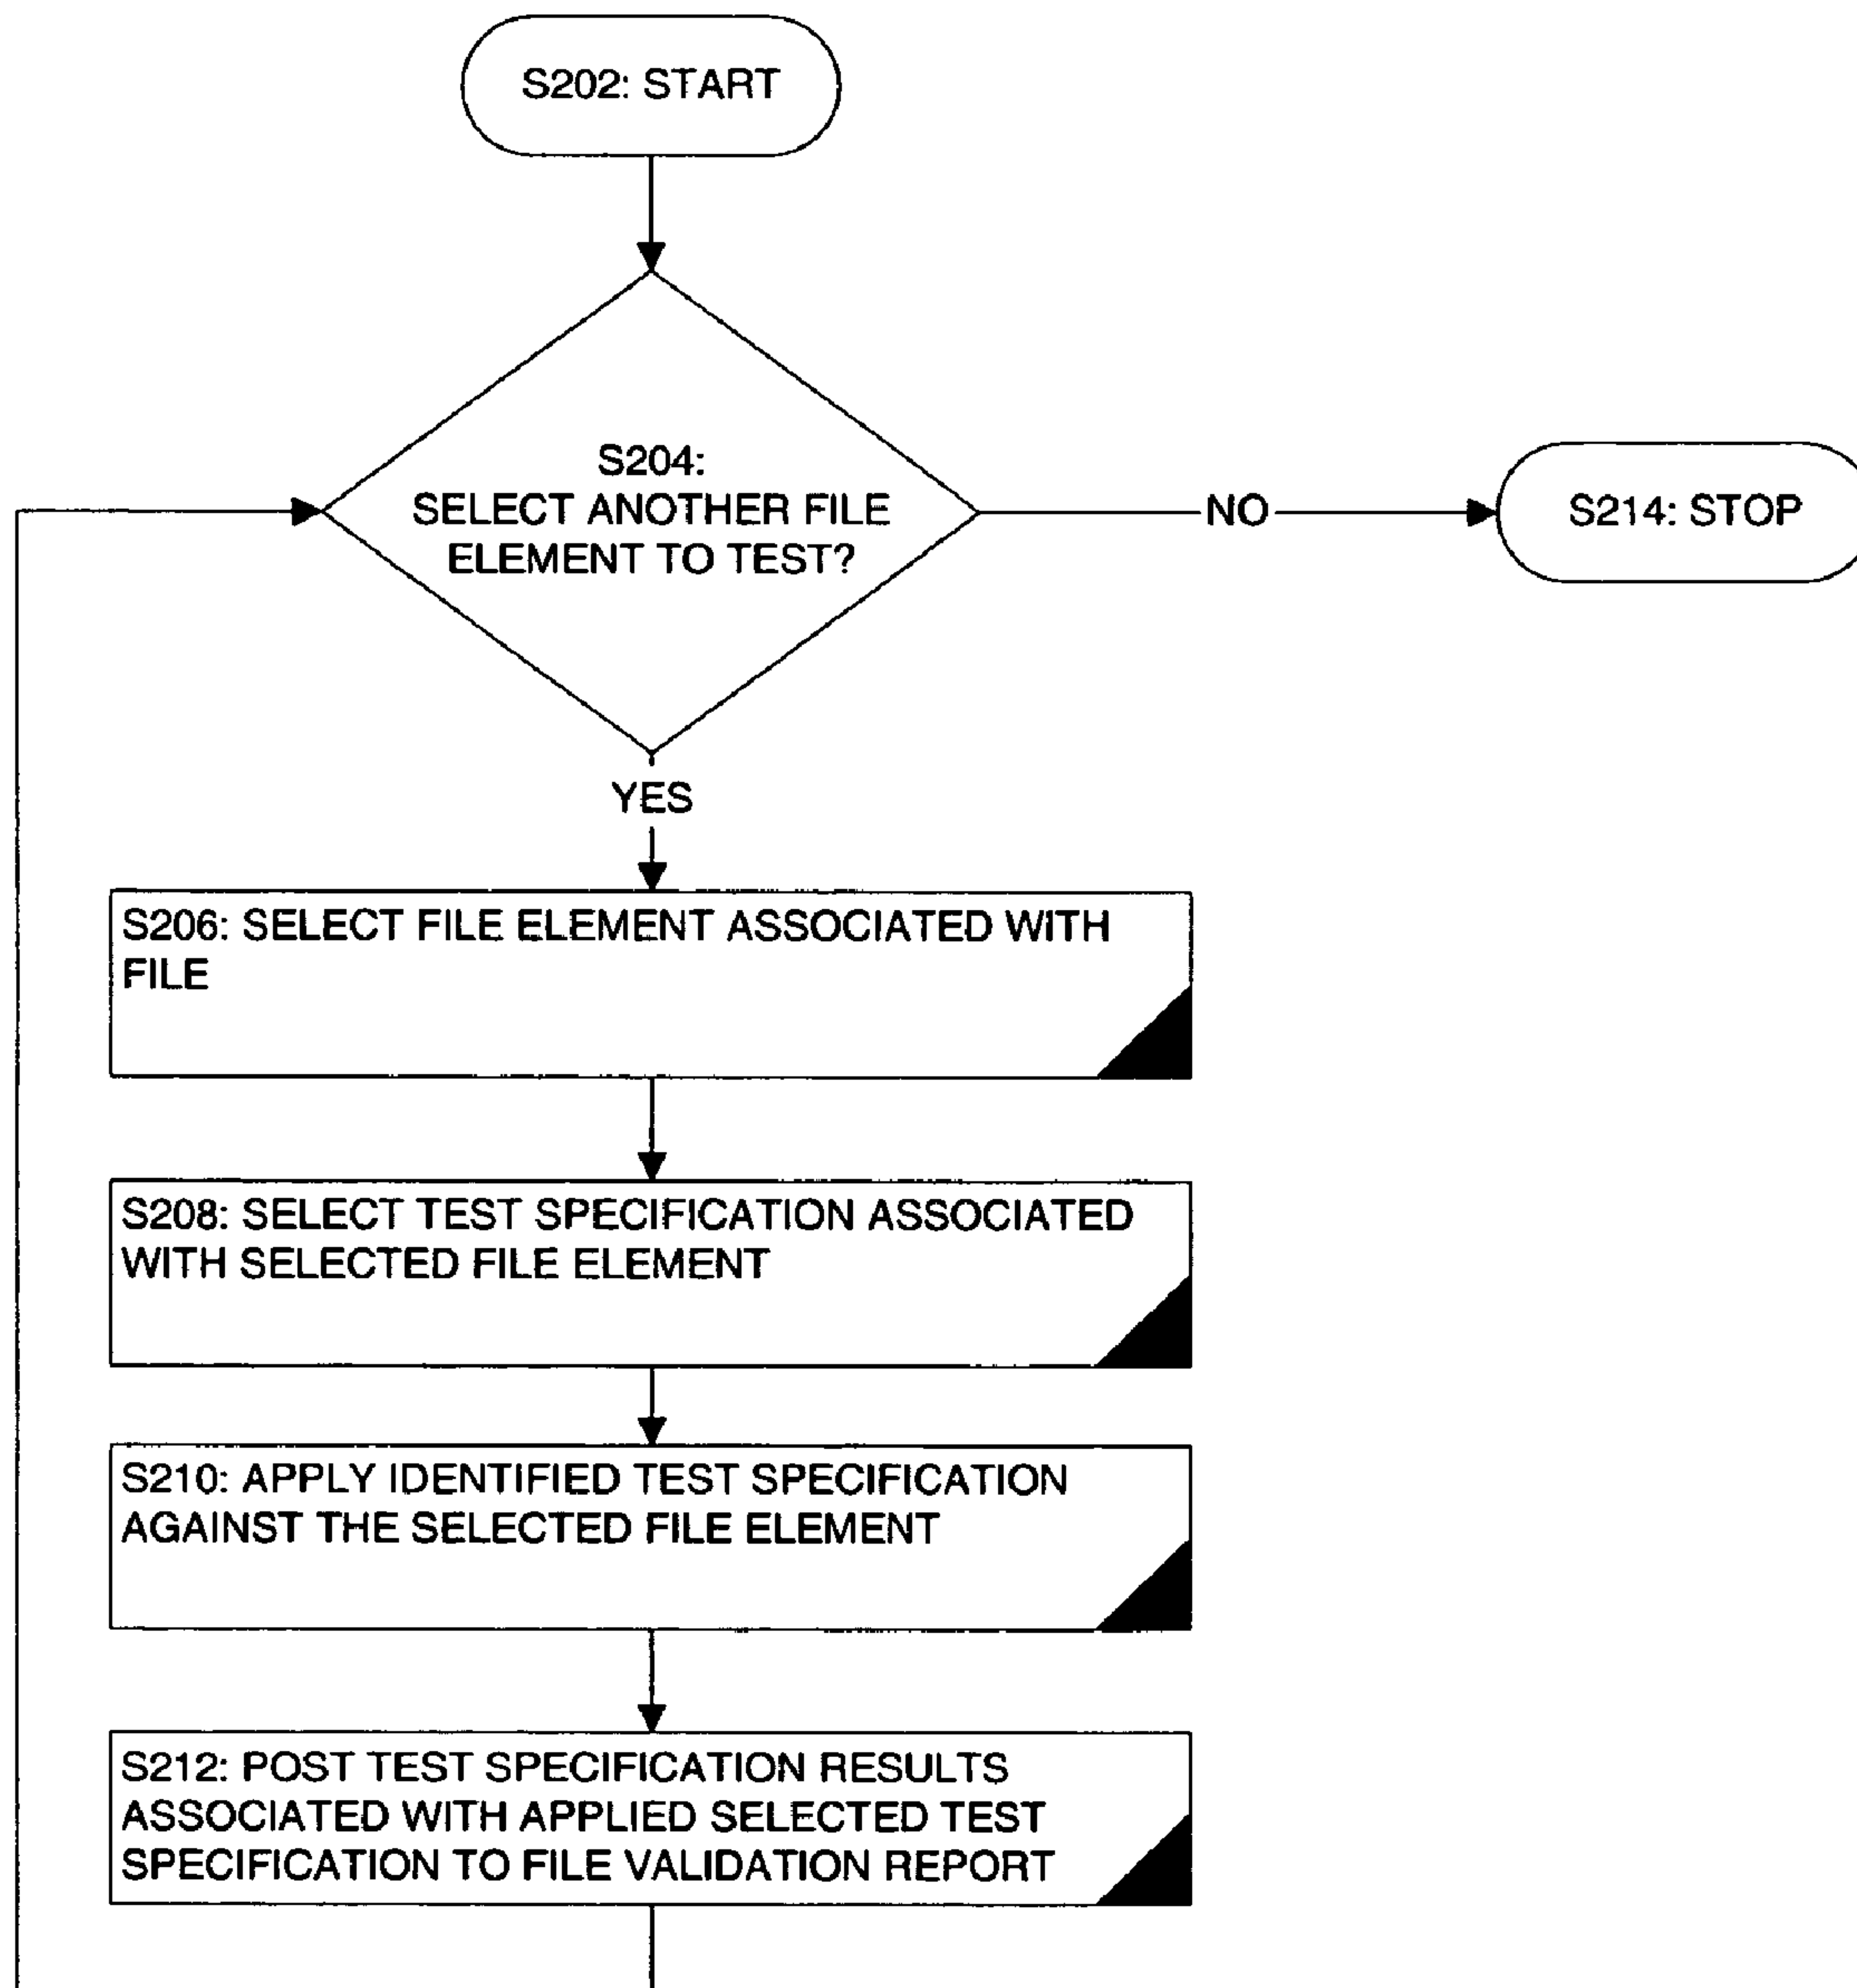 S202: START
S204:
SELECT ANOTHER FILE
ELEMENT TO TEST?
NO
S214: STOP
YES
S206: SELECT FILE ELEMENT ASSOCIATED WITH
FILE
S208: SELECT TEST SPECIFICATION ASSOCIATED
WITH SELECTED FILE ELEMENT
S210: APPLY IDENTIFIED TEST SPECIFICATION
AGAINST THE SELECTED FILE ELEMENT
S212: POST TEST SPECIFICATION RESULTS
ASSOCIATED WITH APPLIED SELECTED TEST
SPECIFICATION TO FILE VALIDATION REPORT